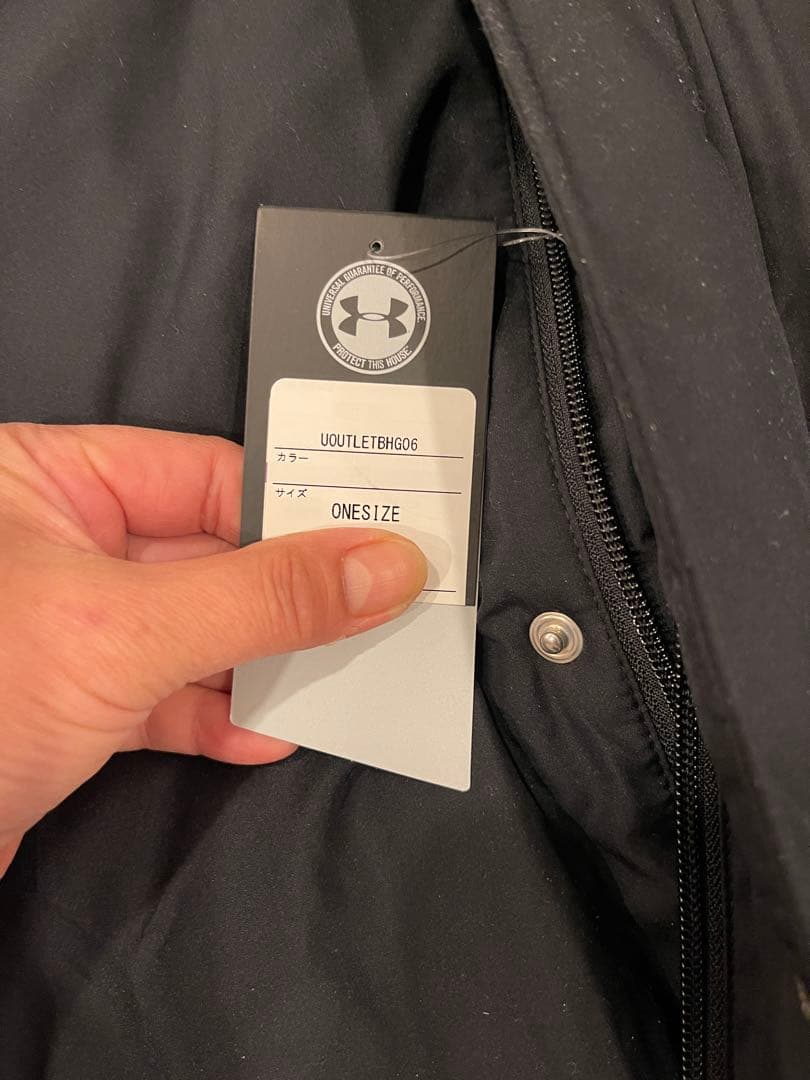 UNIVERSAL GUARANTEE OF PERFORMANCE.
PROTECT THIS HOUSE.
UOUTLETBHG06
カラー
サイズ
ONESIZE